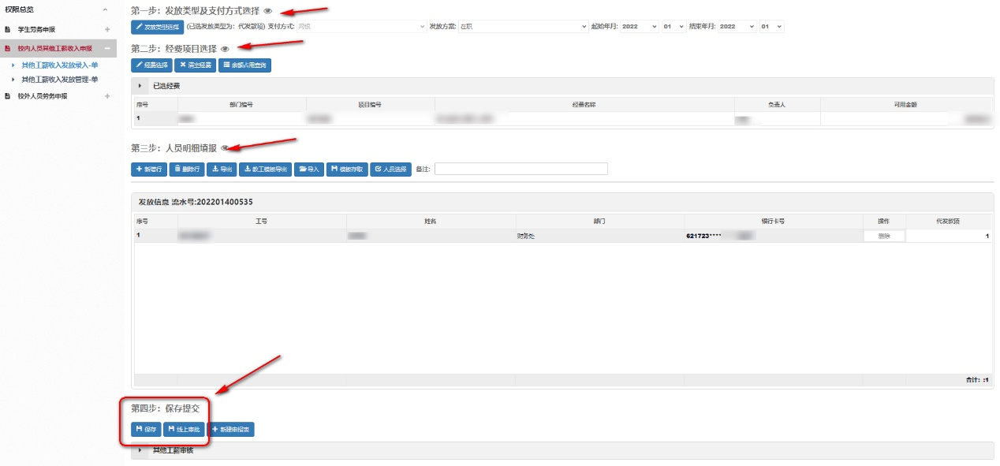 权限总览
学生劳务申报
校内人员其他工薪收入申报
其他工薪收入发放录入-单
其他工薪收入发放管理-单
校外人员劳务申报
第一步：发放类型及支付方式选择
发放类型选择 (已选发放类型为：代发款项) 支付方式: 网银 发放方案: 在职 起始年月: 2022 01 结束年月: 2022 01
第二步：经费项目选择
经费选择 清空经费 余额占用查询
已选经费
序号 部门编号 项目编号 经费名称 负责人 可用金额
1
第三步：人员明细填报
新增行 删除行 导出 教工模板导出 导入 模板存取 人员选择 备注:
发放信息 流水号:202201400535
序号 工号 姓名 部门 银行卡号 操作 代发款项
1 财务处 621723**** 删除 1
合计: :1
第四步：保存提交
保存 线上审批 新建申报表
其他工薪审核